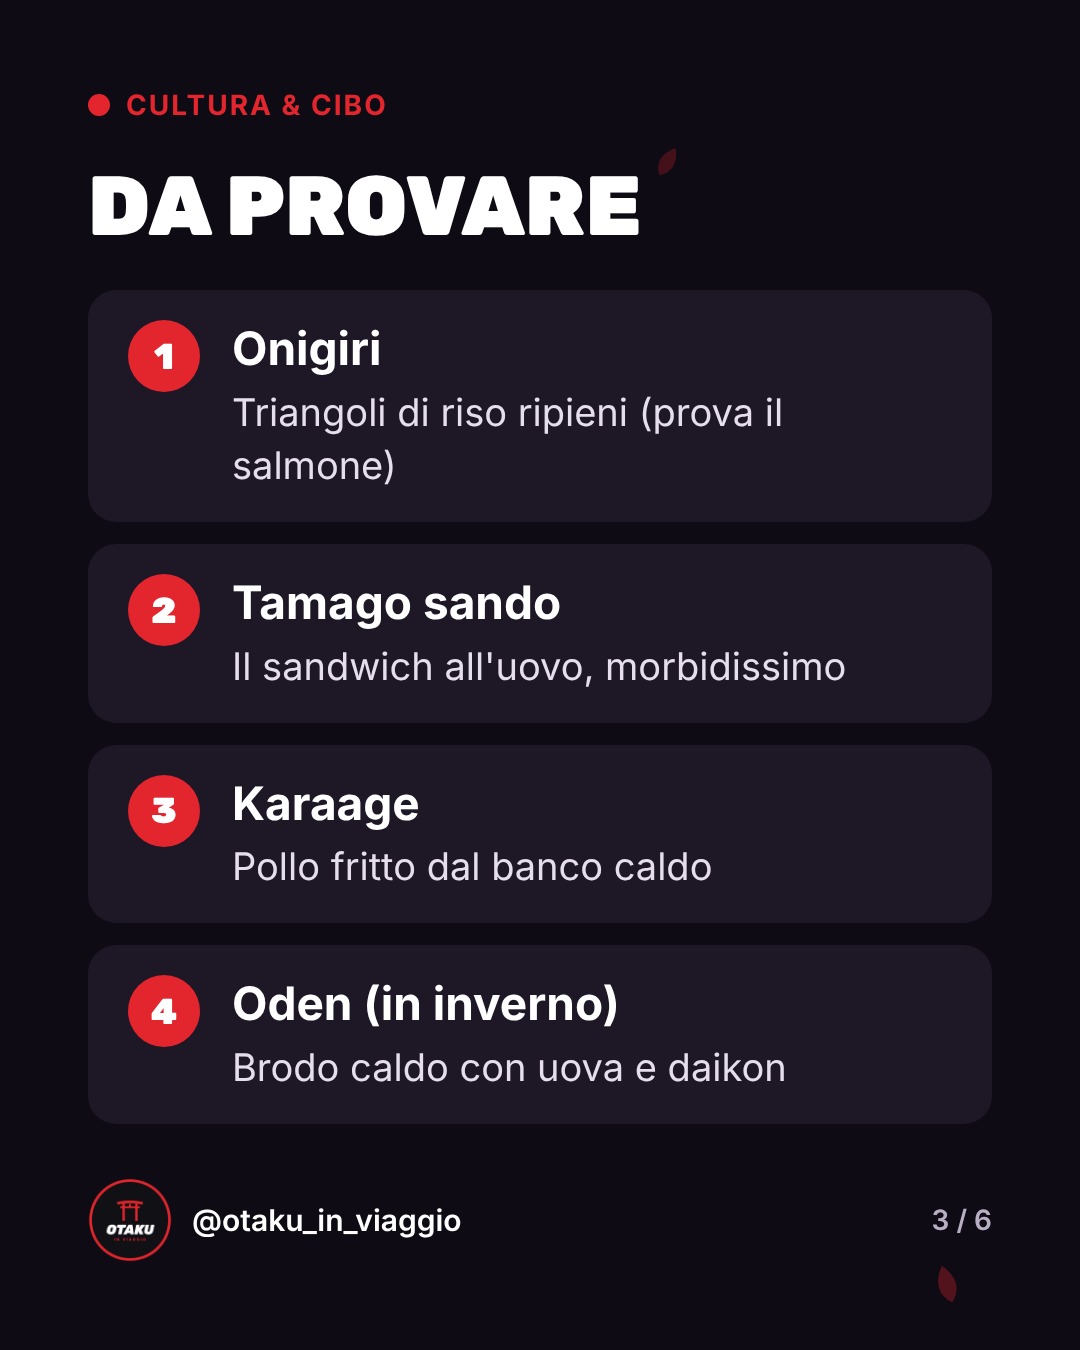 CULTURA & CIBO
DA PROVARE
1
Onigiri
Triangoli di riso ripieni (prova il
salmone)
2
Tamago sando
Il sandwich all'uovo, morbidissimo
3
Karaage
Pollo fritto dal banco caldo
4
Oden (in inverno)
Brodo caldo con uova e daikon
OTAKU
IN VIAGGIO
@otaku_in_viaggio
3 / 6